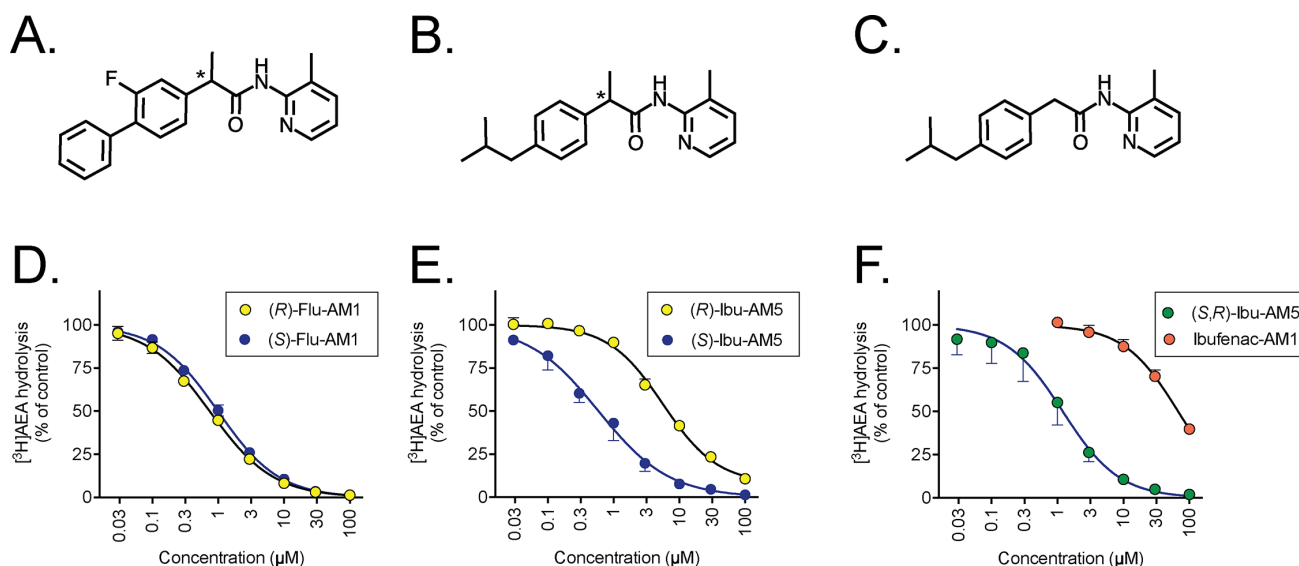 A.
B.
C.
F
*
H
N
O
N
*
H
N
O
N
H
N
O
N
D.
E.
F.
(R)-Flu-AM1
(S)-Flu-AM1
(R)-Ibu-AM5
(S)-Ibu-AM5
(S,R)-Ibu-AM5
Ibufenac-AM1
[³H]AEA hydrolysis
(% of control)
100
75
50
25
0
0.03 0.1 0.3 1 3 10 30 100
Concentration (µM)
[³H]AEA hydrolysis
(% of control)
100
75
50
25
0
0.03 0.1 0.3 1 3 10 30 100
Concentration (µM)
[³H]AEA hydrolysis
(% of control)
100
75
50
25
0
0.03 0.1 0.3 1 3 10 30 100
Concentration (µM)